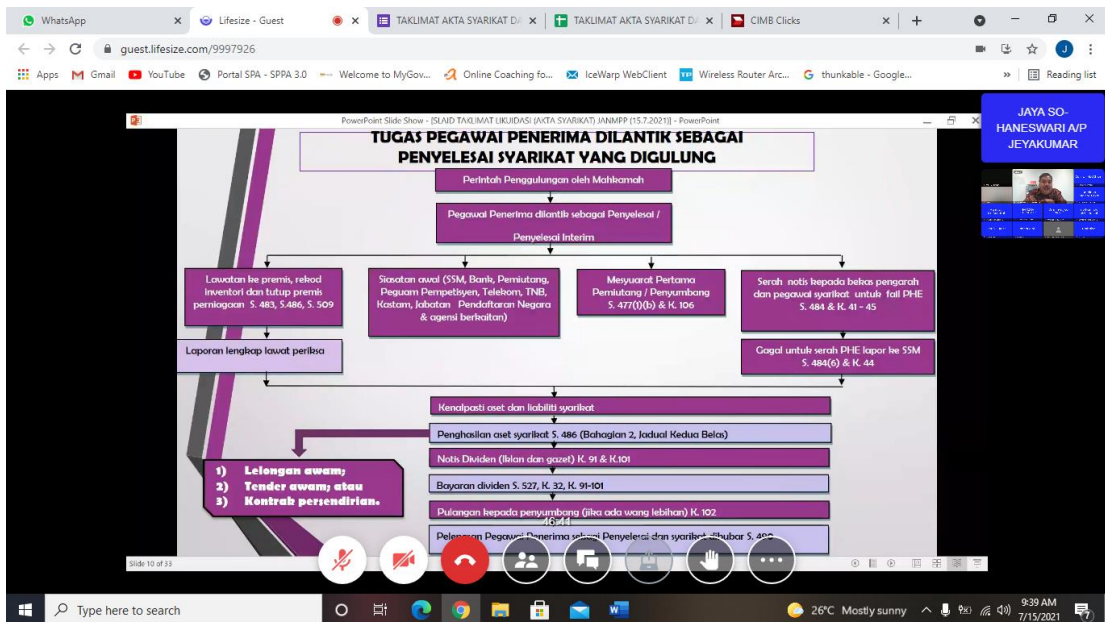 WhatsApp
Lifesize - Guest
TAKLIMAT AKTA SYARIKAT DA
TAKLIMAT AKTA SYARIKAT DA
CIMB Clicks
guest.lifesize.com/9997926
J
Apps
Gmail
YouTube
Portal SPA - SPPA 3.0
Welcome to MyGov...
Online Coaching fo...
IceWarp WebClient
Wireless Router Arc...
thunkable - Google...
Reading list
PowerPoint Slide Show - [SLAID TAKLIMAT LIKUIDASI (AKTA SYARIKAT) JANMPP (15.7.2021)] - PowerPoint
JAYA SO-
HANESWARI A/P
JEYAKUMAR
TUGAS PEGAWAI PENERIMA DILANTIK SEBAGAI
PENYELESAI SYARIKAT YANG DIGULUNG
Perintah Penggulungan oleh Mahkamah
Pegawai Penerima dilantik sebagai Penyelesai /
Penyelesai Interim
Lawatan ke premis, rekod
inventori dan tutup premis
perniagaan S. 483, S.486, S. 509
Siasatan awal (SSM, Bank, Pemiutang,
Peguam Pempetisyen, Telekom, TNB,
Kastam, Jabatan Pendaftaran Negara
& agensi berkaitan)
Mesyuarat Pertama
Pemiutang / Penyumbang
S. 477(1)(b) & K. 106
Serah notis kepada bekas pengarah
dan pegawai syarikat untuk fail PHE
S. 484 & K. 41 - 45
Laporan lengkap lawat periksa
Gagal untuk serah PHE lapor ke SSM
S. 484(6) & K. 44
Kenalpasti aset dan liabiliti syarikat
Penghasilan aset syarikat S. 486 (Bahagian 2, Jadual Kedua Belas)
Notis Dividen (Iklan dan gazet) K. 91 & K.101
Bayaran dividen S. 527, K. 32, K. 91-101
Pulangan kepada penyumbang (jika ada wang lebihan) K. 102
Pelepasan Pegawai Penerima sebagai Penyelesai dan syarikat dibubar S. 490
1) Lelongan awam;
2) Tender awam; atau
3) Kontrak persendirian.
46:41
Slide 10 of 33
Type here to search
26°C Mostly sunny
9:39 AM
7/15/2021
7